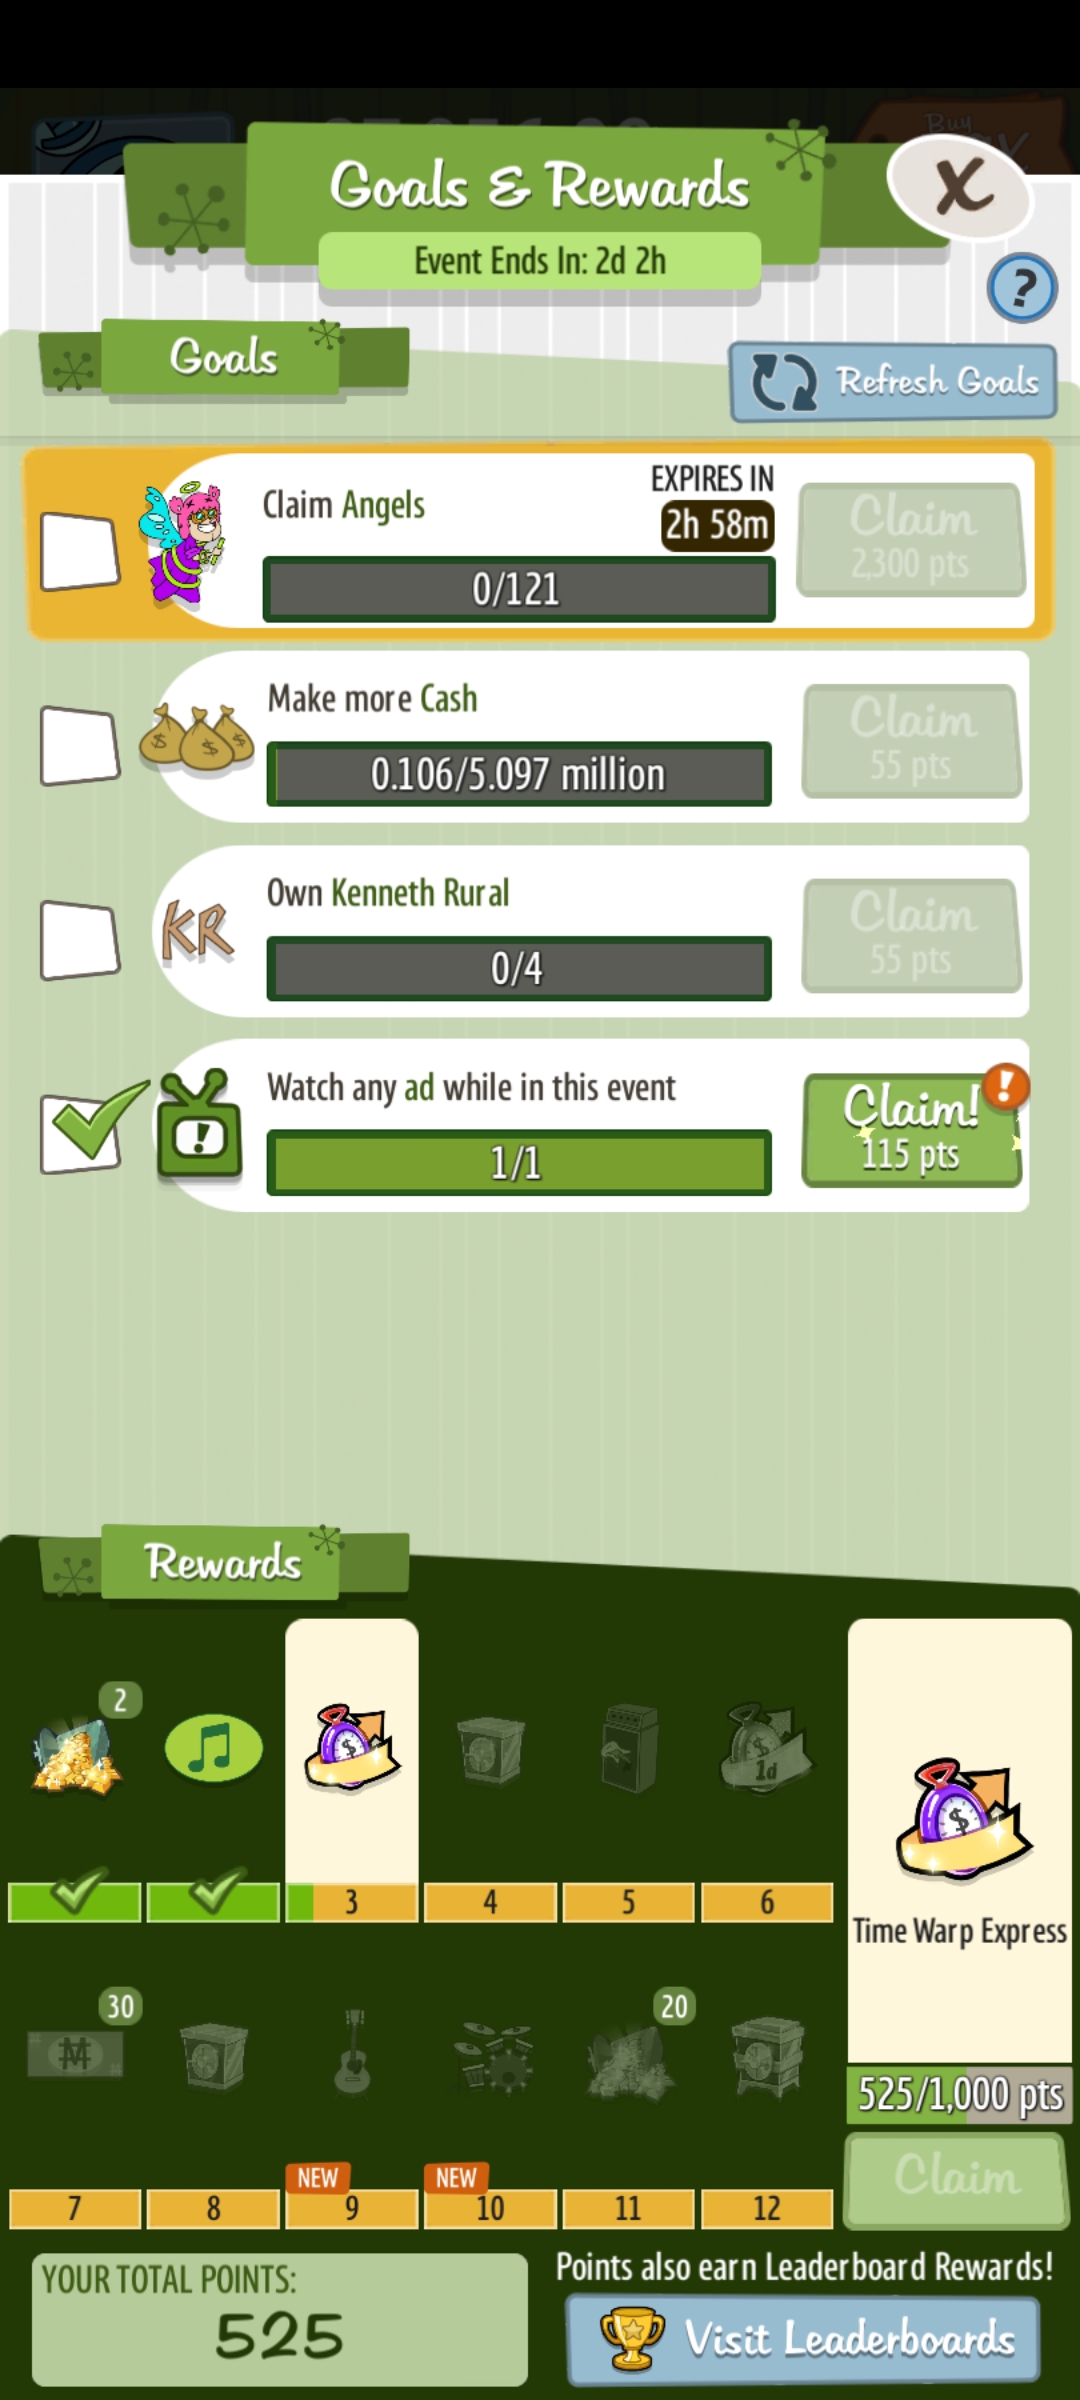 Buy
Goals & Rewards
X
Event Ends In: 2d 2h
?
Goals
Refresh Goals
Claim Angels
EXPIRES IN
2h 58m
0/121
Claim
2,300 pts
Make more Cash
0.106/5.097 million
Claim
55 pts
KR
Own Kenneth Rural
0/4
Claim
55 pts
Watch any ad while in this event
1/1
Claim!
115 pts
!
Rewards
2
1d
3
4
5
6
Time Warp Express
30
20
525/1,000 pts
NEW
NEW
7
8
9
10
11
12
Claim
YOUR TOTAL POINTS:
525
Points also earn Leaderboard Rewards!
Visit Leaderboards